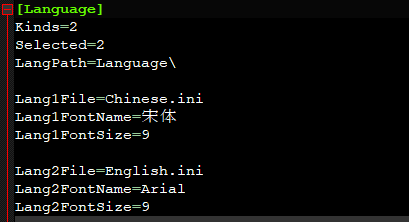 [Language]
Kinds=2
Selected=2
LangPath=Language\
Lang1File=Chinese.ini
Lang1FontName=宋体
Lang1FontSize=9
Lang2File=English.ini
Lang2FontName=Arial
Lang2FontSize=9